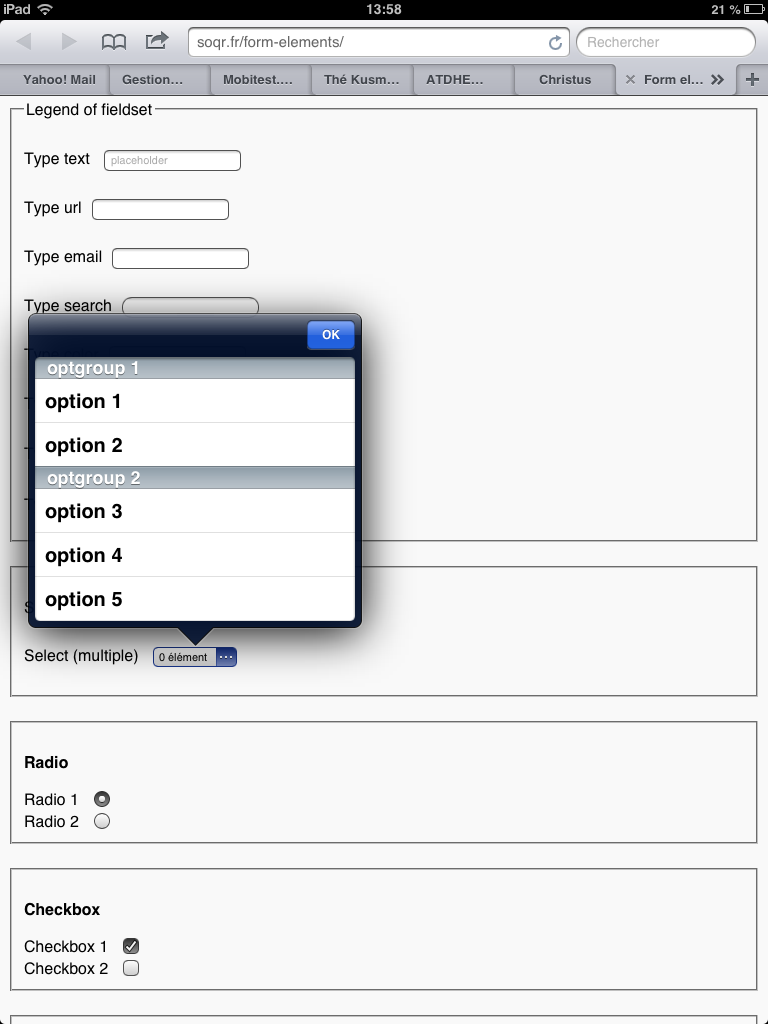 iPad 13:58 21 %
soqr.fr/form-elements/ Rechercher
Yahoo! Mail Gestion… Mobitest.… Thé Kusm… ATDHE… Christus Form el…
Legend of fieldset
Type text placeholder
Type url
Type email
Type search
OK
optgroup 1
option 1
option 2
optgroup 2
option 3
option 4
option 5
Select (multiple) 0 élément
Radio
Radio 1
Radio 2
Checkbox
Checkbox 1
Checkbox 2